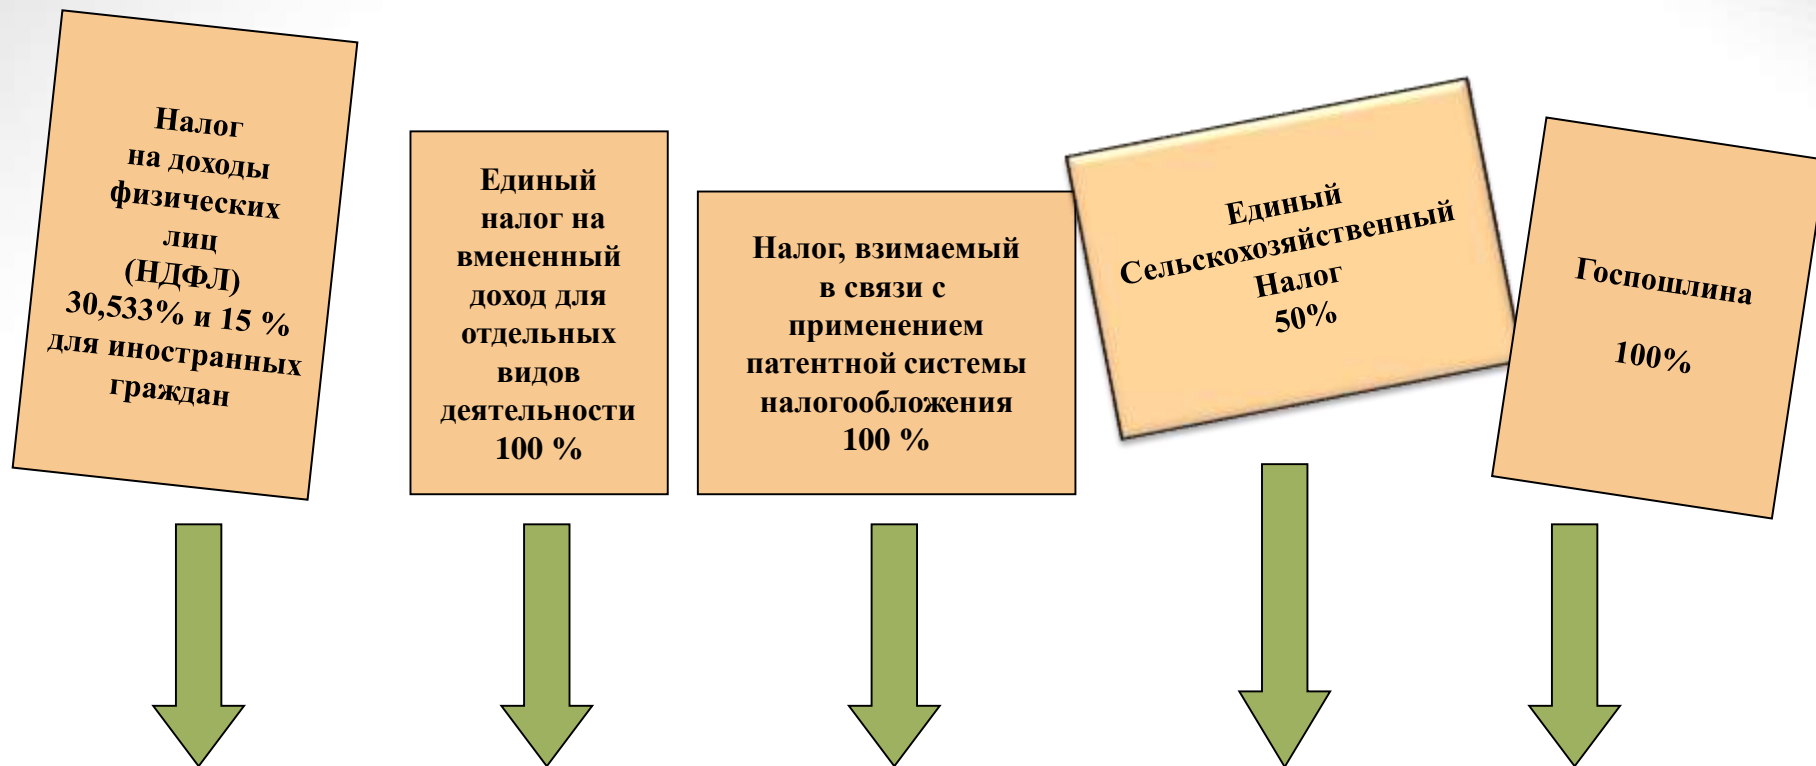 Налог
на доходы
физических
лиц
(НДФЛ)
30,533% и 15 %
для иностранных
граждан
Единый
налог на
вмененный
доход для
отдельных
видов
деятельности
100 %
Налог, взимаемый
в связи с
применением
патентной системы
налогообложения
100 %
Единый
Сельскохозяйственный
Налог
50%
Госпошлина
100%